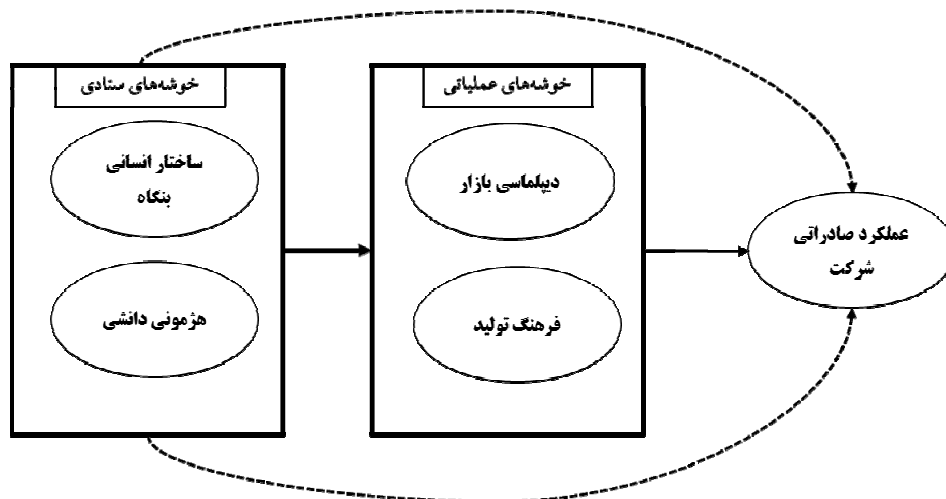 خوشه‌های ستادی
ساختار انسانی
بنگاه
هژمونی دانشی
خوشه‌های عملیاتی
دیپلماسی بازار
فرهنگ تولید
عملکرد صادراتی
شرکت